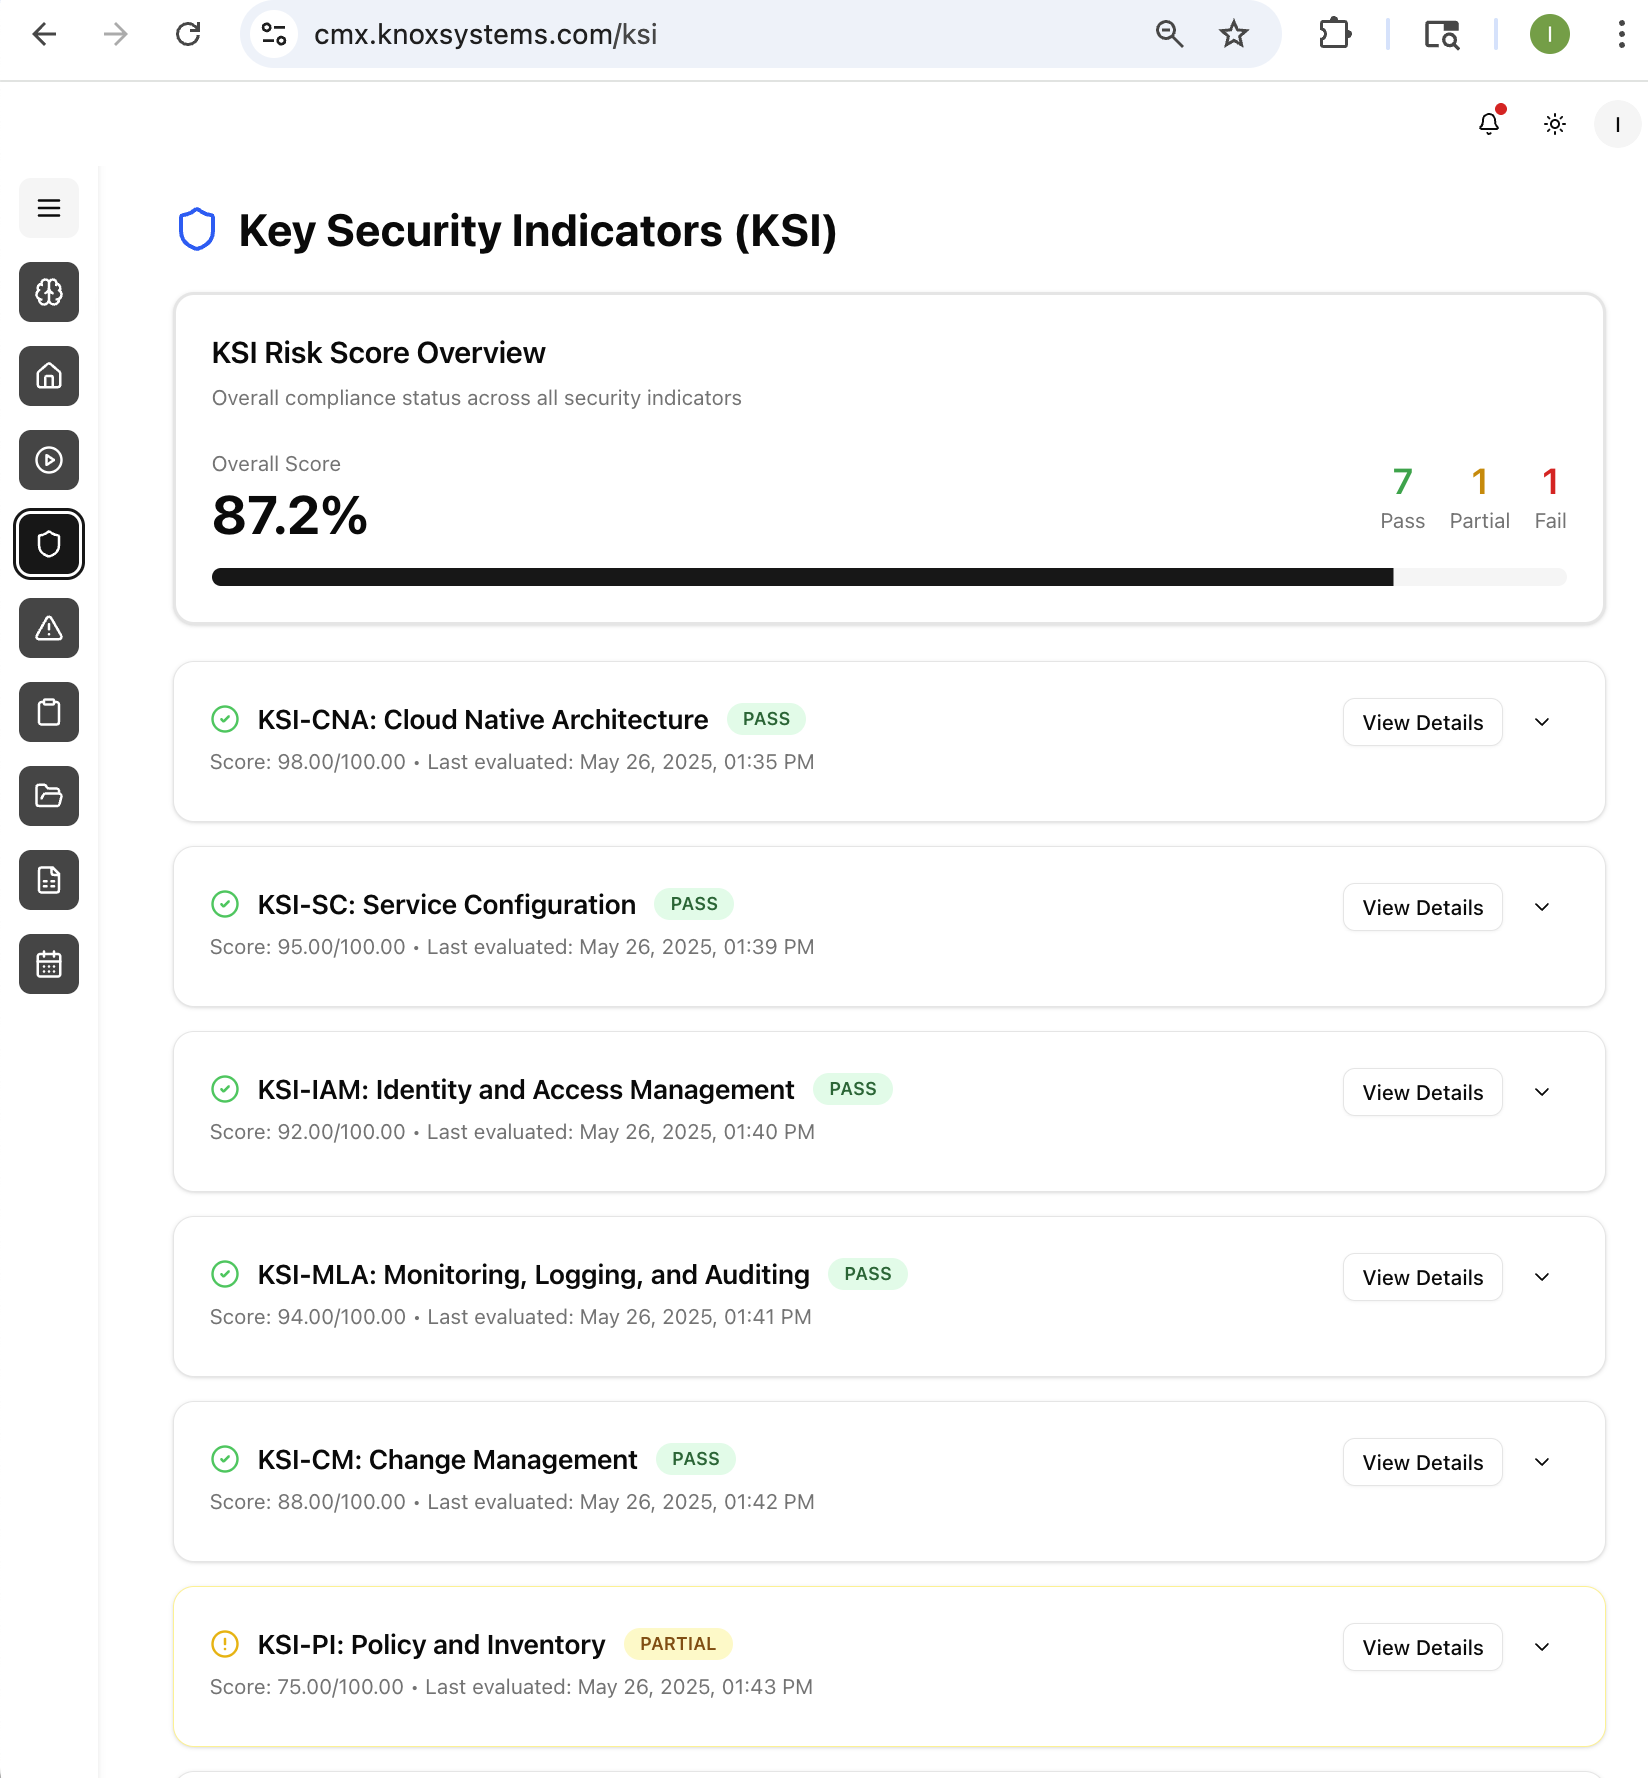 cmx.knoxsystems.com/ksi
I
I
Key Security Indicators (KSI)
KSI Risk Score Overview
Overall compliance status across all security indicators
Overall Score
87.2%
7 1 1
Pass Partial Fail
KSI-CNA: Cloud Native Architecture PASS View Details
Score: 98.00/100.00 • Last evaluated: May 26, 2025, 01:35 PM
KSI-SC: Service Configuration PASS View Details
Score: 95.00/100.00 • Last evaluated: May 26, 2025, 01:39 PM
KSI-IAM: Identity and Access Management PASS View Details
Score: 92.00/100.00 • Last evaluated: May 26, 2025, 01:40 PM
KSI-MLA: Monitoring, Logging, and Auditing PASS View Details
Score: 94.00/100.00 • Last evaluated: May 26, 2025, 01:41 PM
KSI-CM: Change Management PASS View Details
Score: 88.00/100.00 • Last evaluated: May 26, 2025, 01:42 PM
KSI-PI: Policy and Inventory PARTIAL View Details
Score: 75.00/100.00 • Last evaluated: May 26, 2025, 01:43 PM